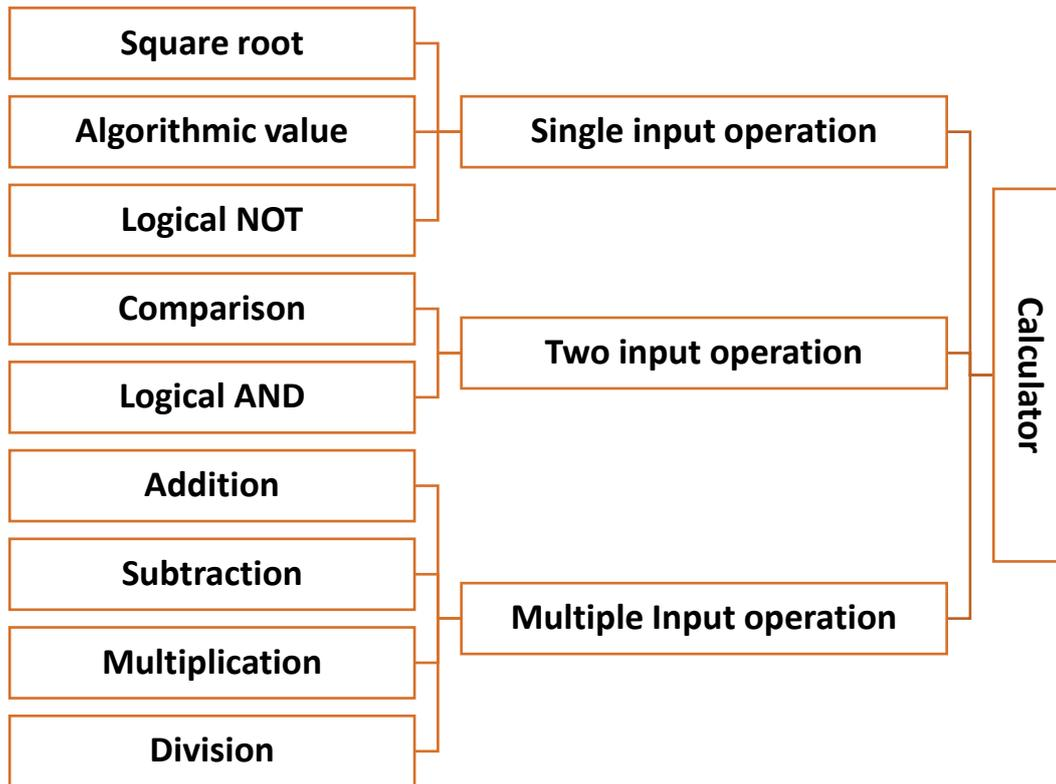 Square root
Algorithmic value
Logical NOT
Single input operation
Comparison
Logical AND
Two input operation
Addition
Subtraction
Multiplication
Division
Multiple Input operation
Calculator